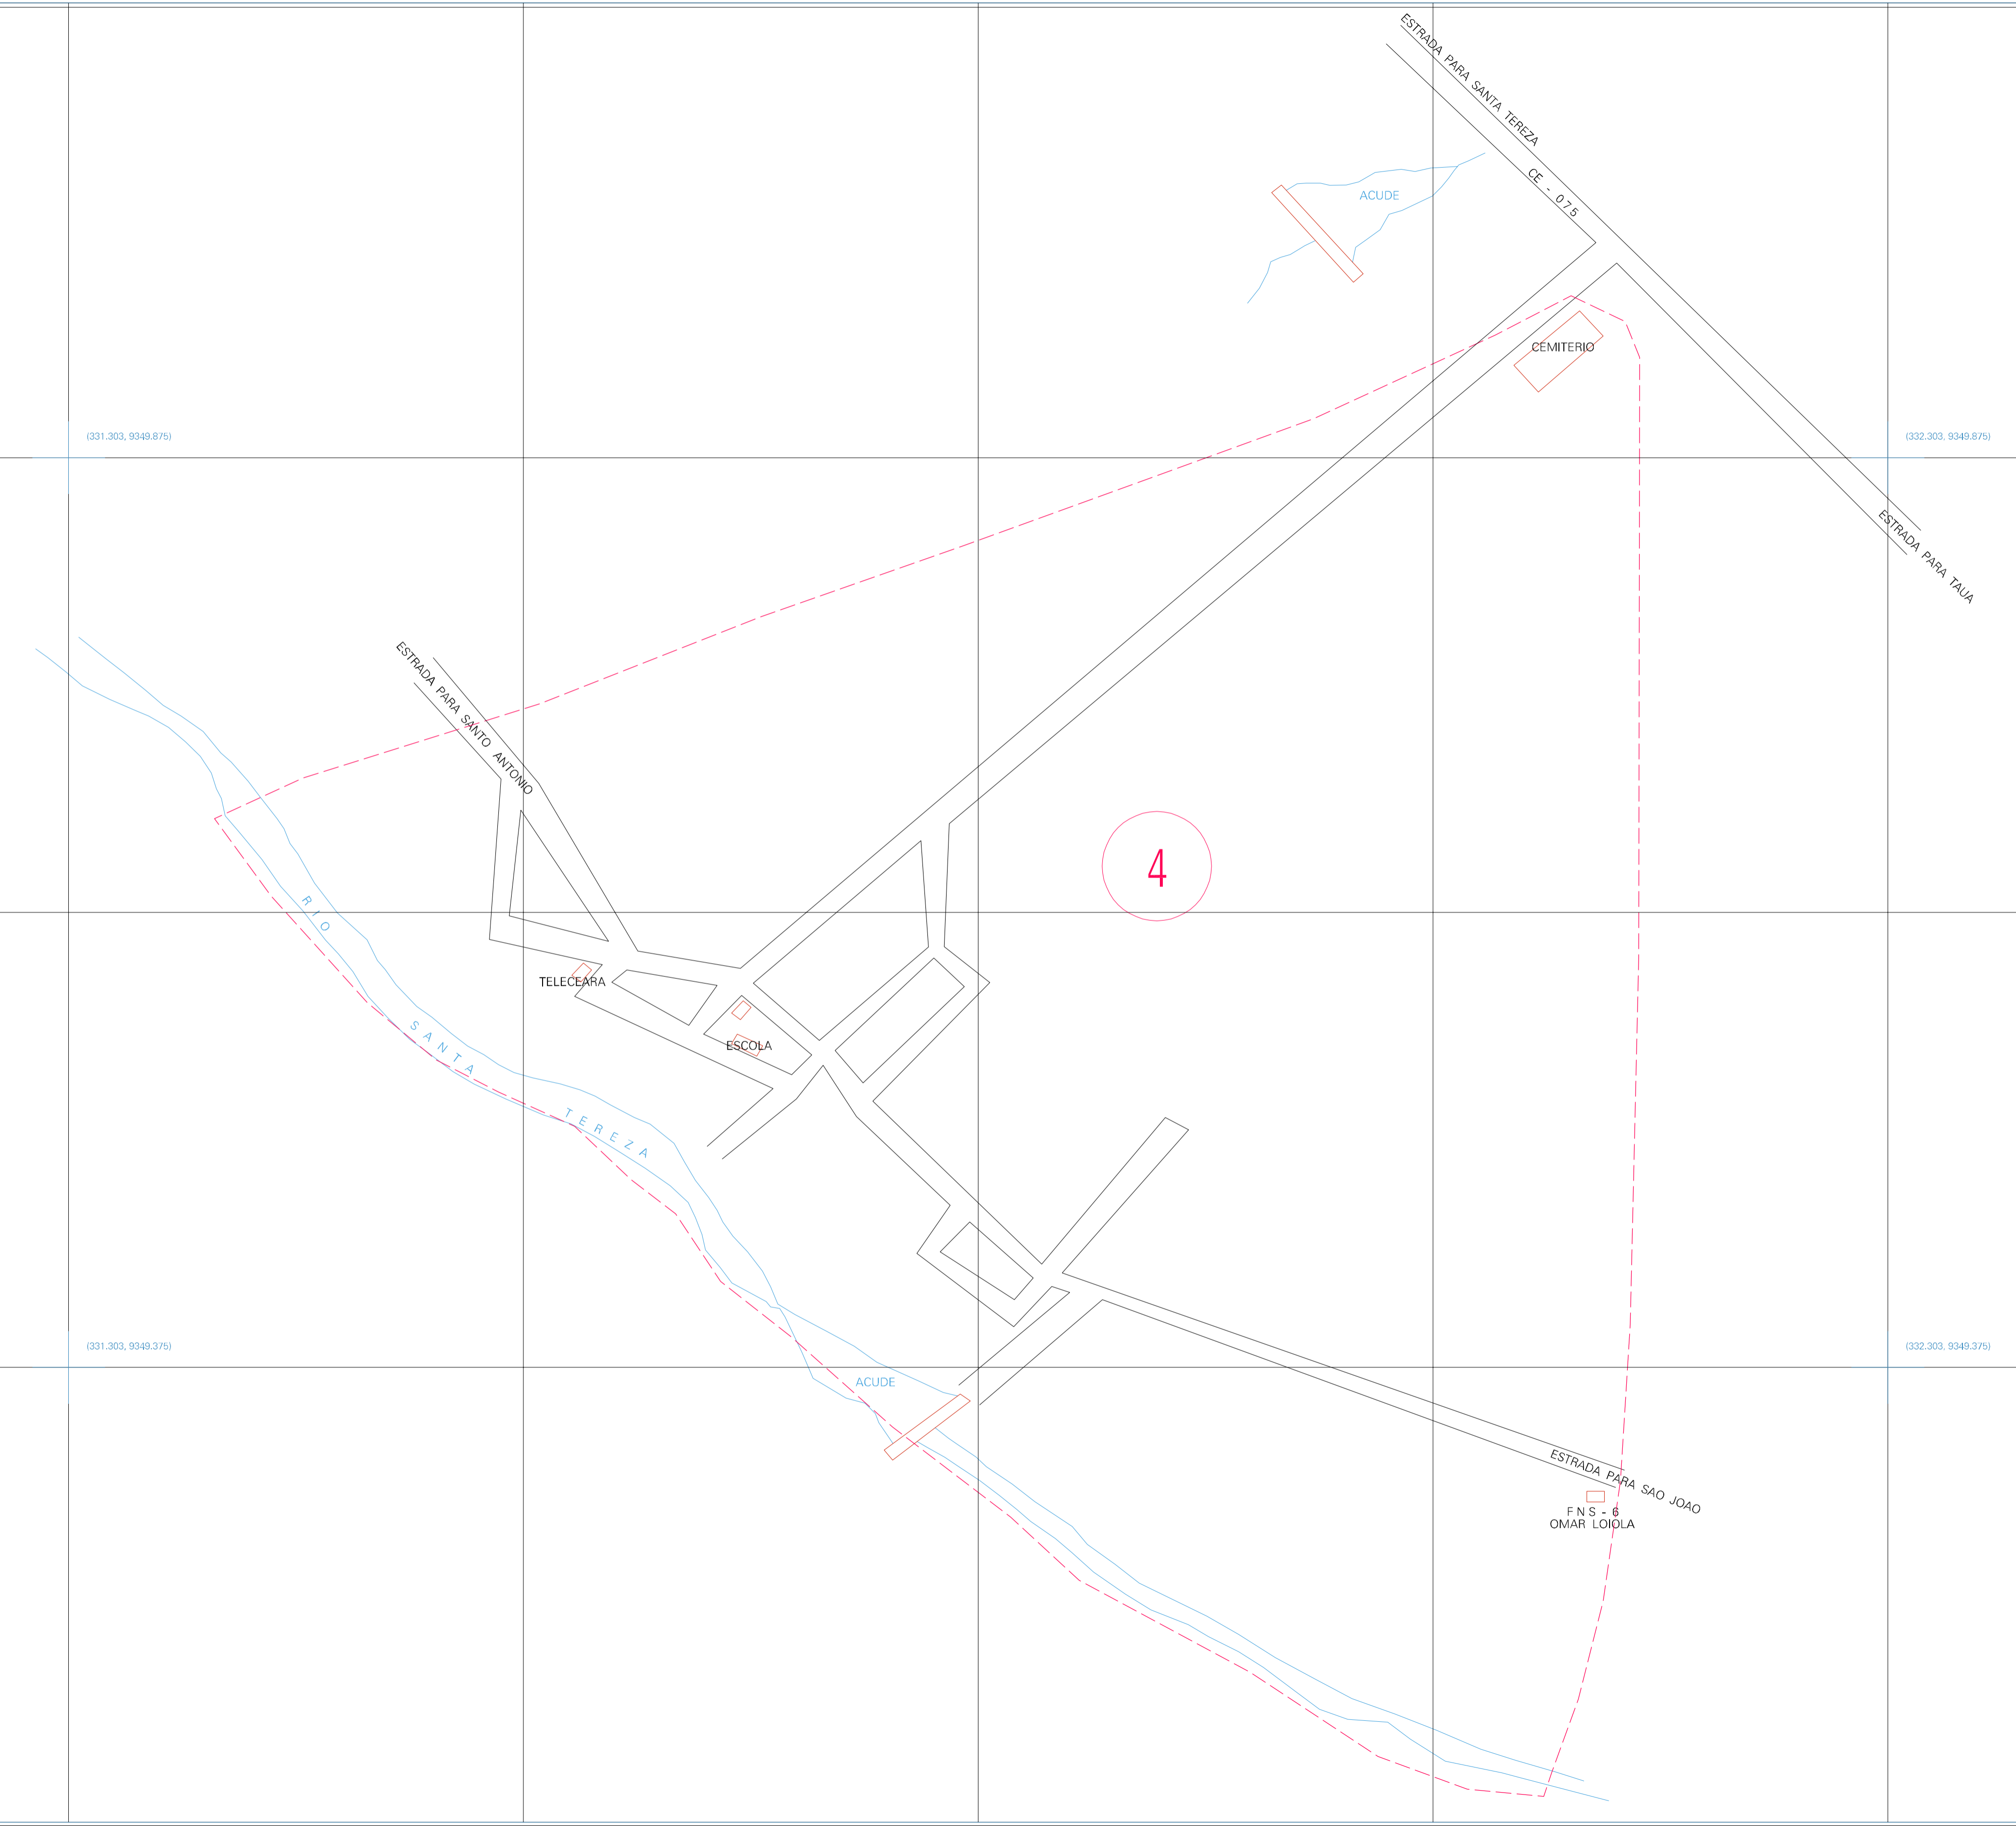 ESTRADA PARA SANTA TEREZA
CE - 075
ACUDE
CEMITERIO
(331.303, 9349.875)
(332.303. 9349.875)
ESTRADA PARA TAUA
ESTRADA PARA SANTO ANTONIO
4
RIO SANTA TEREZA
TELECEARA
ESCOLA
(331.303, 9349.375)
(332.303, 9349.375)
ACUDE
ESTRADA PARA SAO JOAO
FNS - 6
OMAR LOIOLA